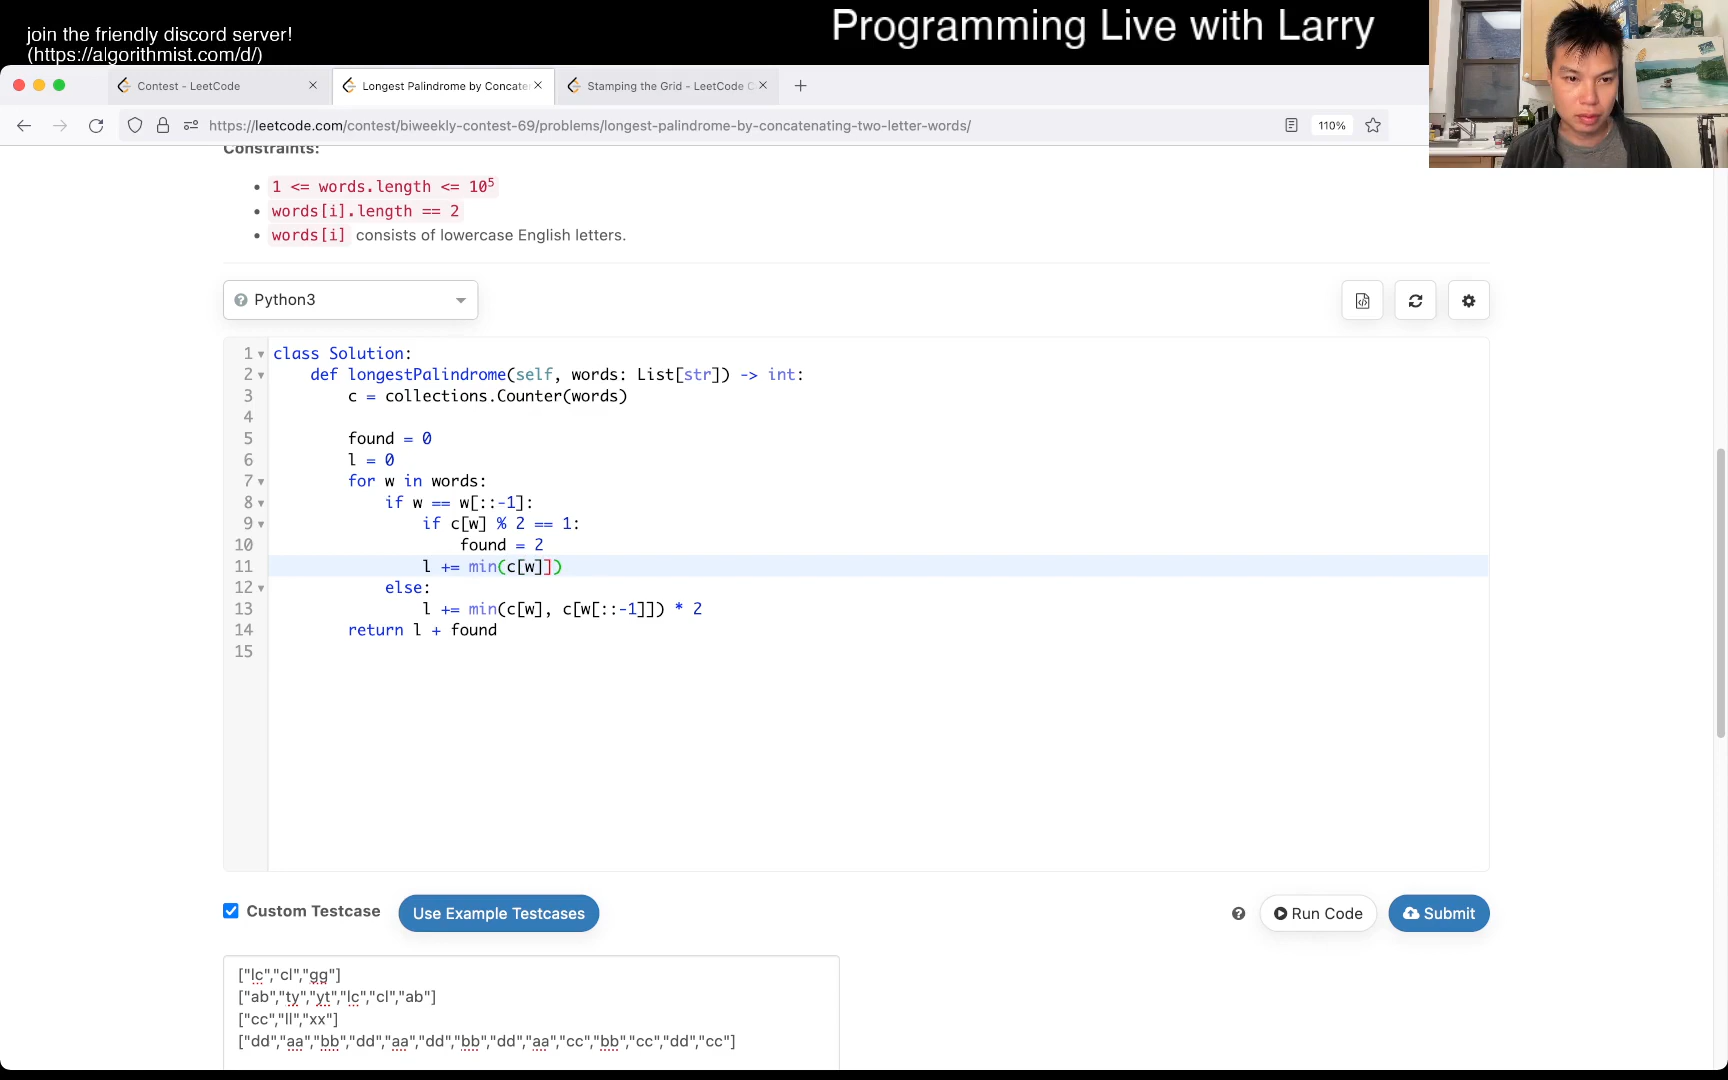 join the friendly discord server!
(https://algorithmist.com/d/)
Programming Live with Larry
Contest - LeetCode
Longest Palindrome by Concate
Stamping the Grid - LeetCode C
https://leetcode.com/contest/biweekly-contest-69/problems/longest-palindrome-by-concatenating-two-letter-words/
110%
Constraints:
1 <= words.length <= 10⁵
words[i].length == 2
words[i] consists of lowercase English letters.
Python3
1 class Solution:
2 def longestPalindrome(self, words: List[str]) -> int:
3 c = collections.Counter(words)
4
5 found = 0
6 l = 0
7 for w in words:
8 if w == w[::-1]:
9 if c[w] % 2 == 1:
10 found = 2
11 l += min(c[w]])
12 else:
13 l += min(c[w], c[w[::-1]]) * 2
14 return l + found
15
Custom Testcase
Use Example Testcases
Run Code
Submit
["lc","cl","gg"]
["ab","ty","yt","lc","cl","ab"]
["cc","ll","xx"]
["dd","aa","bb","dd","aa","dd","bb","dd","aa","cc","bb","cc","dd","cc"]